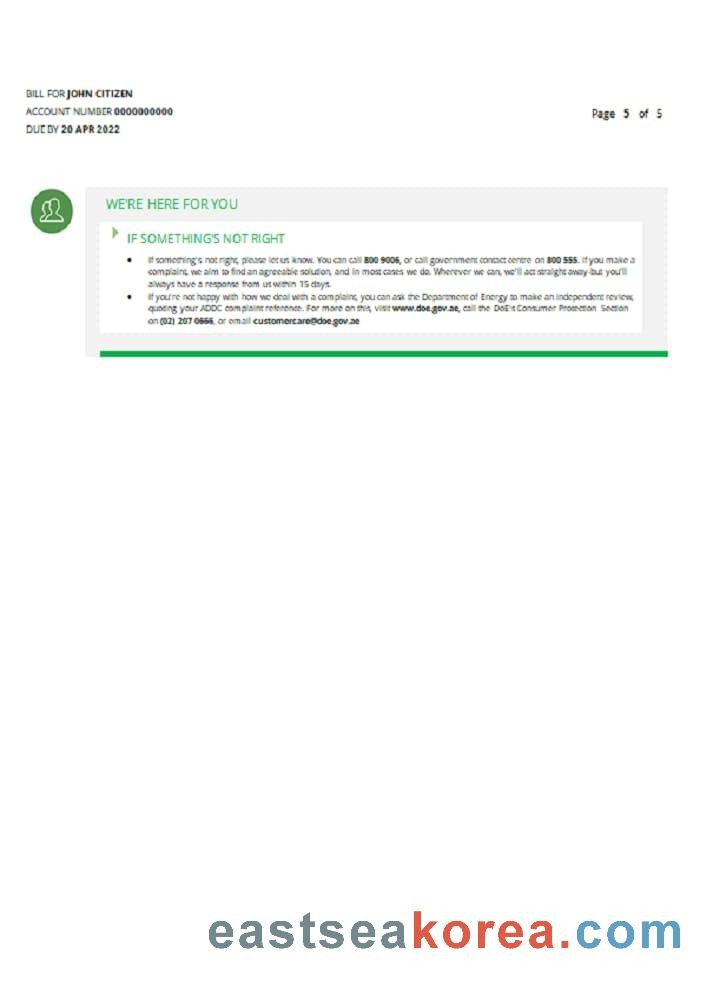 BILL FOR JOHN CITIZEN
ACCOUNT NUMBER 0000000000
Page 5 of 5
DUE BY 20 APR 2022
WE'RE HERE FOR YOU
IF SOMETHING'S NOT RIGHT
• If something's not right, please let us know. You can call 800 9006, or call government contact centre on 800 555. If you make a
complaint, we aim to find an agreeable solution, and in most cases we do. Wherever we can, we'll act straight away-but you'll
always have a response from us within 15 days.
• If you're not happy with how we deal with a complaint, you can ask the Department of Energy to make an independent review,
quoting your ADDC complaint reference. For more on this, visit www.doe.gov.ae, call the DoE's Consumer Protection Section
on (02) 207 0666, or email customercare@doe.gov.ae
eastseakorea.com